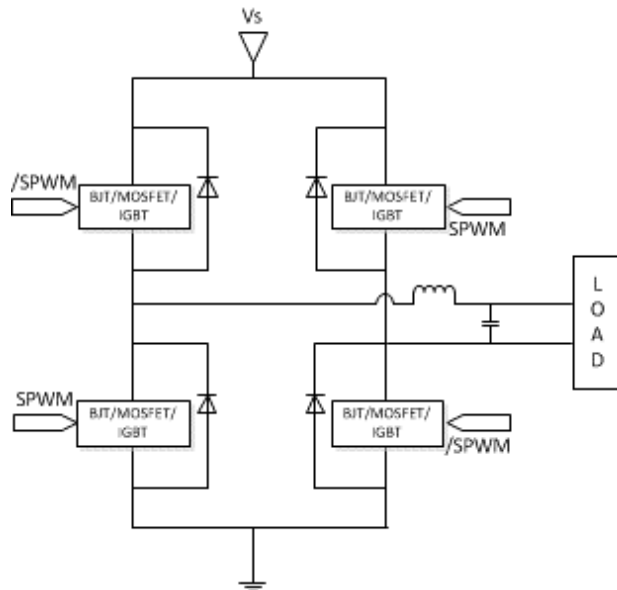 Vs
/SPWM
BJT/MOSFET/
IGBT
BJT/MOSFET/
IGBT
SPWM
L
O
A
D
SPWM
BJT/MOSFET/
IGBT
BJT/MOSFET/
IGBT
/SPWM